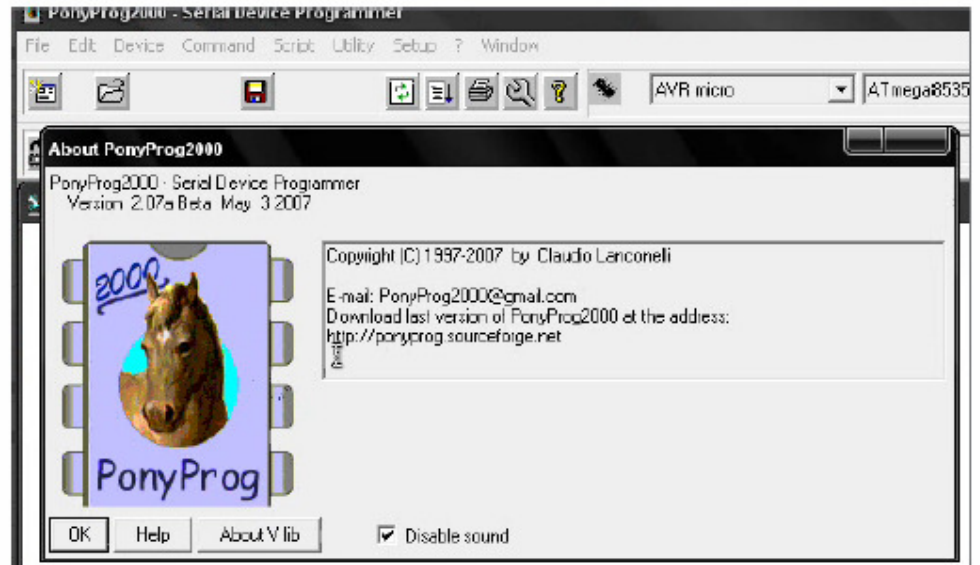 PonyProg2000 - Serial Device Programmer
File Edit Device Command Script Utility Setup ? Window
AVR micro ATmega8535
About PonyProg2000
PonyProg2000 - Serial Device Programmer
Version 2.07a Beta May 3 2007
Copyright (C) 1997-2007 by Claudio Lanconelli
E-mail: PonyProg2000@gmail.com
Download last version of PonyProg2000 at the address:
http://ponyprog.sourceforge.net
2000
PonyProg
OK Help About V lib Disable sound